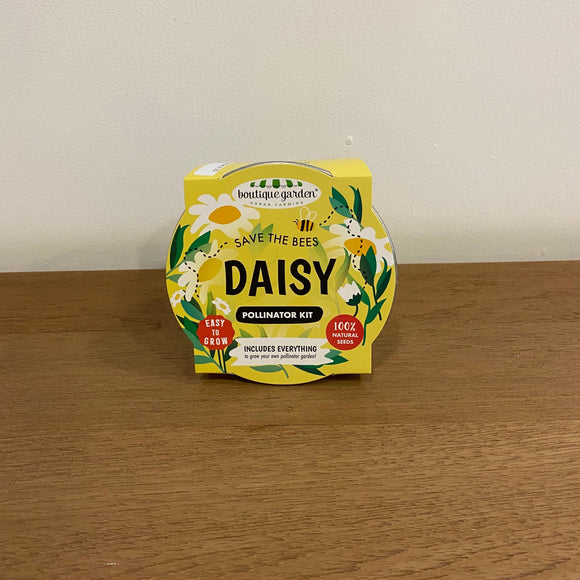 boutique garden®
URBAN FARMING
SAVE THE BEES
DAISY
POLLINATOR KIT
EASY
TO
GROW
100%
NATURAL
SEEDS
INCLUDES EVERYTHING
to grow your own pollinator garden!